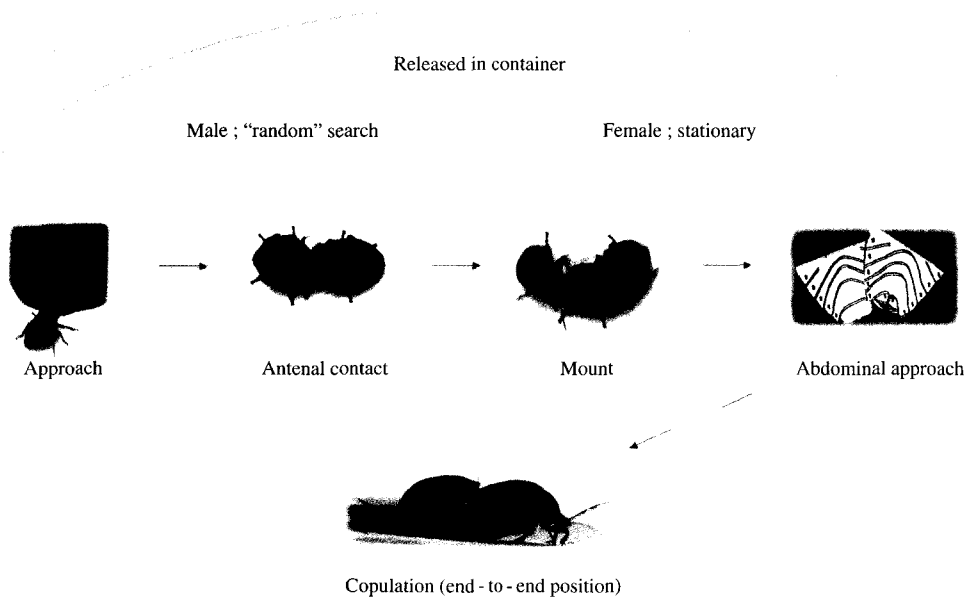 Released in container
Male ; “random” search
Female ; stationary
Approach
Antenal contact
Mount
Abdominal approach
Copulation (end - to - end position)